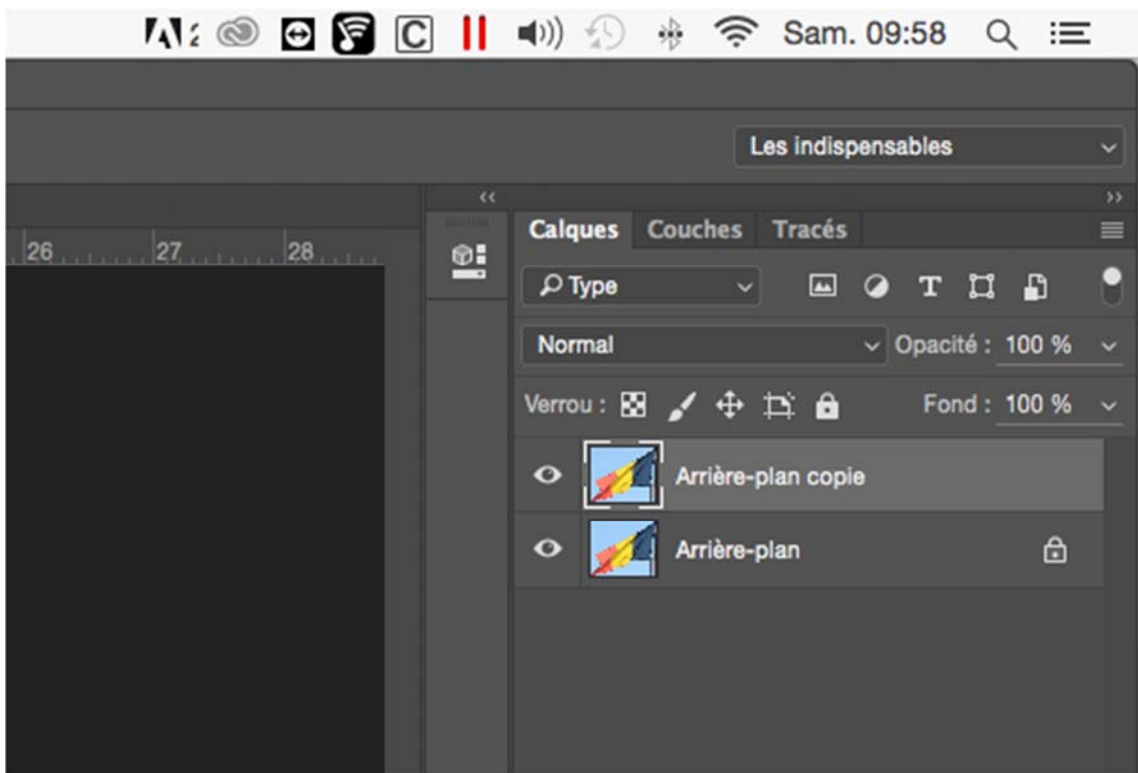 2 C Sam. 09:58
Les indispensables
26 27 28
Calques Couches Tracés
Type T
Normal Opacité : 100 %
Verrou : Fond : 100 %
Arrière-plan copie
Arrière-plan